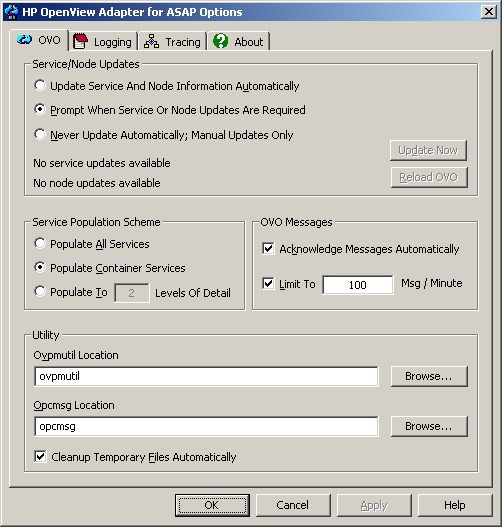 HP OpenView Adapter for ASAP Options
OVO Logging Tracing About
Service/Node Updates
Update Service And Node Information Automatically
Prompt When Service Or Node Updates Are Required
Never Update Automatically; Manual Updates Only
Update Now
No service updates available
Reload OVO
No node updates available
Service Population Scheme
Populate All Services
Populate Container Services
Populate To 2 Levels Of Detail
OVO Messages
Acknowledge Messages Automatically
Limit To 100 Msg / Minute
Utility
Ovpmutil Location
ovpmutil Browse...
Opcmsg Location
opcmsg Browse...
Cleanup Temporary Files Automatically
OK Cancel Apply Help